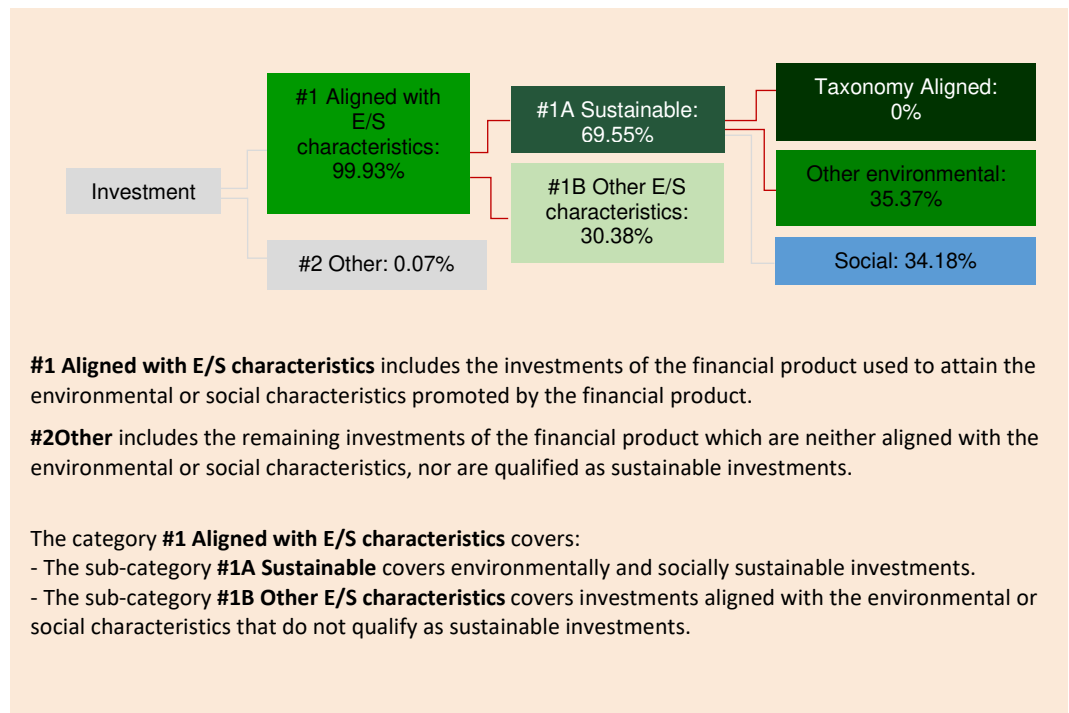 Investment
#1 Aligned with
E/S
characteristics:
99.93%
#2 Other: 0.07%
#1A Sustainable:
69.55%
#1B Other E/S
characteristics:
30.38%
Taxonomy Aligned:
0%
Other environmental:
35.37%
Social: 34.18%
#1 Aligned with E/S characteristics includes the investments of the financial product used to attain the
environmental or social characteristics promoted by the financial product.
#2Other includes the remaining investments of the financial product which are neither aligned with the
environmental or social characteristics, nor are qualified as sustainable investments.
The category #1 Aligned with E/S characteristics covers:
- The sub-category #1A Sustainable covers environmentally and socially sustainable investments.
- The sub-category #1B Other E/S characteristics covers investments aligned with the environmental or
social characteristics that do not qualify as sustainable investments.